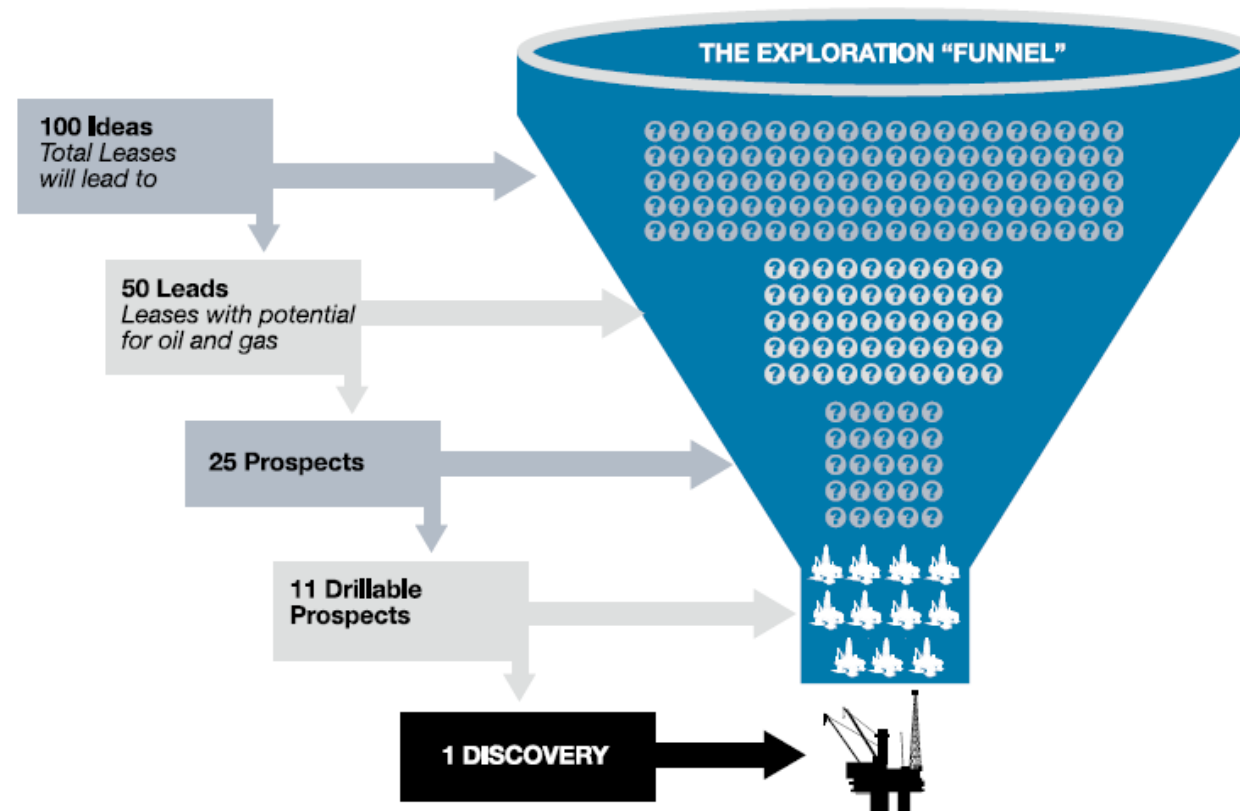 THE EXPLORATION “FUNNEL”
100 Ideas
Total Leases
will lead to
50 Leads
Leases with potential
for oil and gas
25 Prospects
11 Drillable
Prospects
1 DISCOVERY